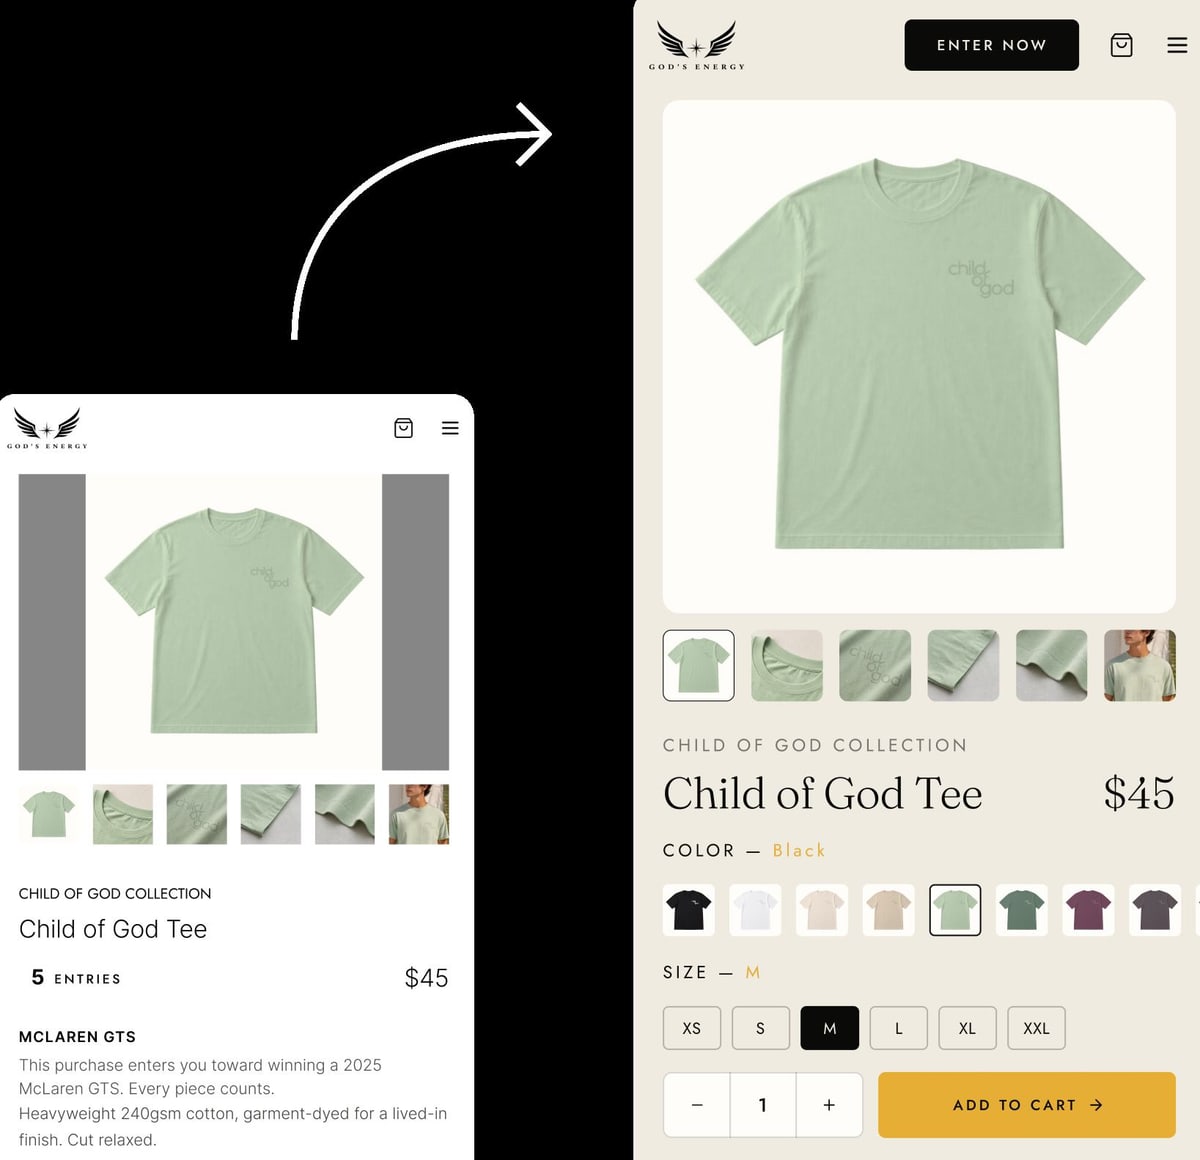 GOD'S ENERGY
child
of
god
CHILD OF GOD COLLECTION
Child of God Tee
5 ENTRIES
$45
MCLAREN GTS
This purchase enters you toward winning a 2025
McLaren GTS. Every piece counts.
Heavyweight 240gsm cotton, garment-dyed for a lived-in
finish. Cut relaxed.
GOD'S ENERGY
ENTER NOW
child
of
god
child
of
god
CHILD OF GOD COLLECTION
Child of God Tee
$45
COLOR — Black
SIZE — M
XS
S
M
L
XL
XXL
− 1 +
ADD TO CART →